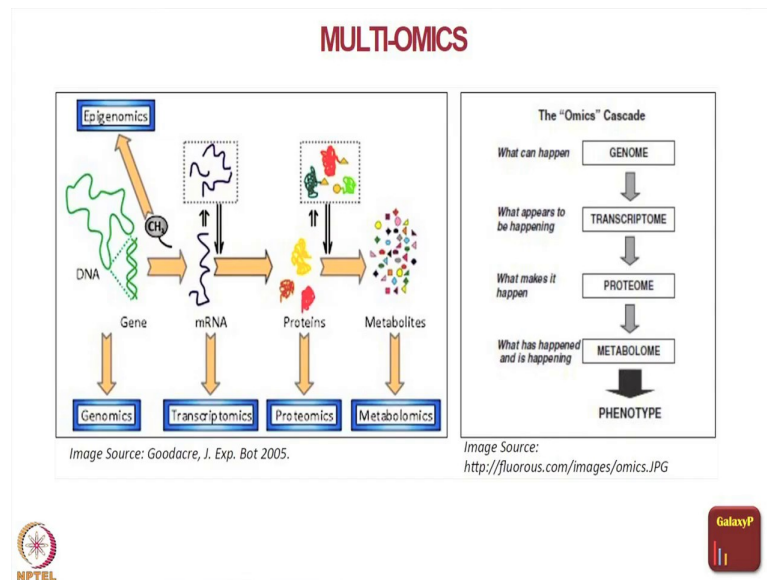 MULTI-OMICS
Epigenomics
CH3
DNA
Gene
mRNA
Proteins
Metabolites
Genomics
Transcriptomics
Proteomics
Metabolomics
Image Source: Goodacre, J. Exp. Bot 2005.
The "Omics" Cascade
What can happen
GENOME
What appears to
be happening
TRANSCRIPTOME
What makes it
happen
PROTEOME
What has happened
and is happening
METABOLOME
PHENOTYPE
Image Source:
http://fluorous.com/images/omics.JPG
NPTEL
GalaxyP